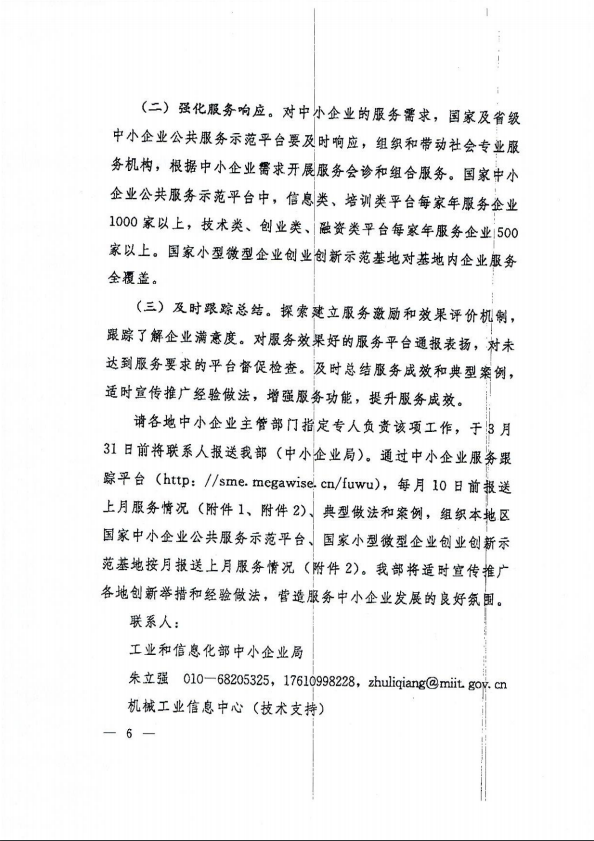 （二）强化服务响应。对中小企业的服务需求，国家及省级
中小企业公共服务示范平台要及时响应，组织和带动社会专业服
务机构，根据中小企业需求开展服务会诊和组合服务。国家中小
企业公共服务示范平台中，信息类、培训类平台每家年服务企业
1000 家以上，技术类、创业类、融资类平台每家年服务企业 500
家以上。国家小型微型企业创业创新示范基地对基地内企业服务
全覆盖。
（三）及时跟踪总结。探索建立服务激励和效果评价机制，
跟踪了解企业满意度。对服务效果好的服务平台通报表扬，对未
达到服务要求的平台督促检查。及时总结服务成效和典型案例，
适时宣传推广经验做法，增强服务功能，提升服务成效。
请各地中小企业主管部门指定专人负责该项工作，于 3 月
31 日前将联系人报送我部（中小企业局）。通过中小企业服务跟
踪平台（http: //sme.megawise.cn/fuwu），每月 10 日前报送
上月服务情况（附件 1、附件 2）、典型做法和案例，组织本地区
国家中小企业公共服务示范平台、国家小型微型企业创业创新示
范基地按月报送上月服务情况（附件 2）。我部将适时宣传推广
各地创新举措和经验做法，营造服务中小企业发展的良好氛围。
联系人：
工业和信息化部中小企业局
朱立强 010—68205325，17610998228，zhuliqiang@miit.gov.cn
机械工业信息中心（技术支持）
— 6 —